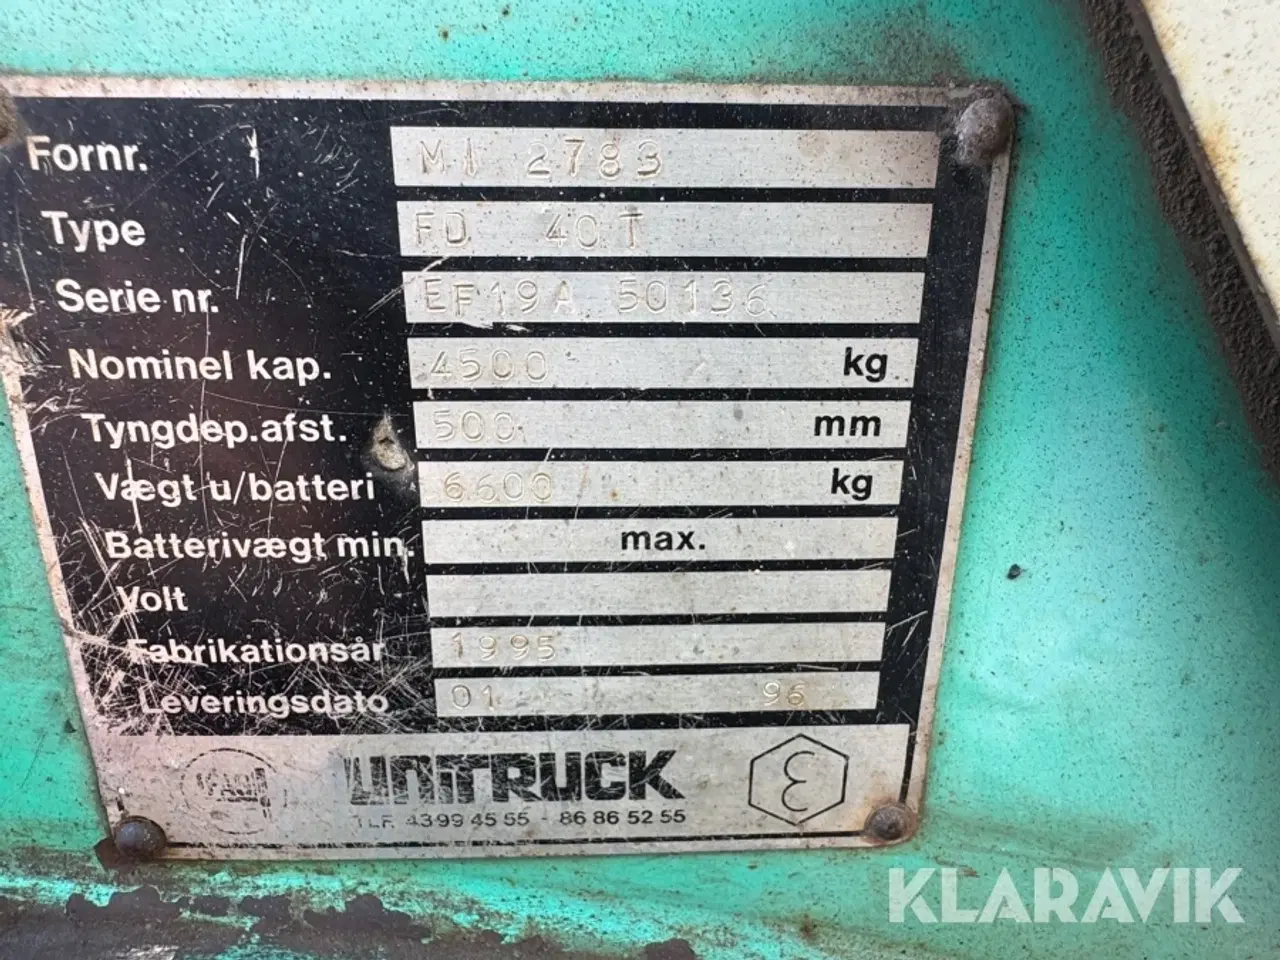 Fornr. MI 2783
Type FD 40T
Serie nr. EF19A 50136
Nominel kap. 4500 kg
Tyngdep.afst. 500 mm
Vægt u/batteri 6600 kg
Batterivægt min. max.
Volt
Fabrikationsår 1995
Leveringsdato 01 96
UNITRUCK
TLF. 43 99 45 55 - 86 86 52 55
KLARAVIK